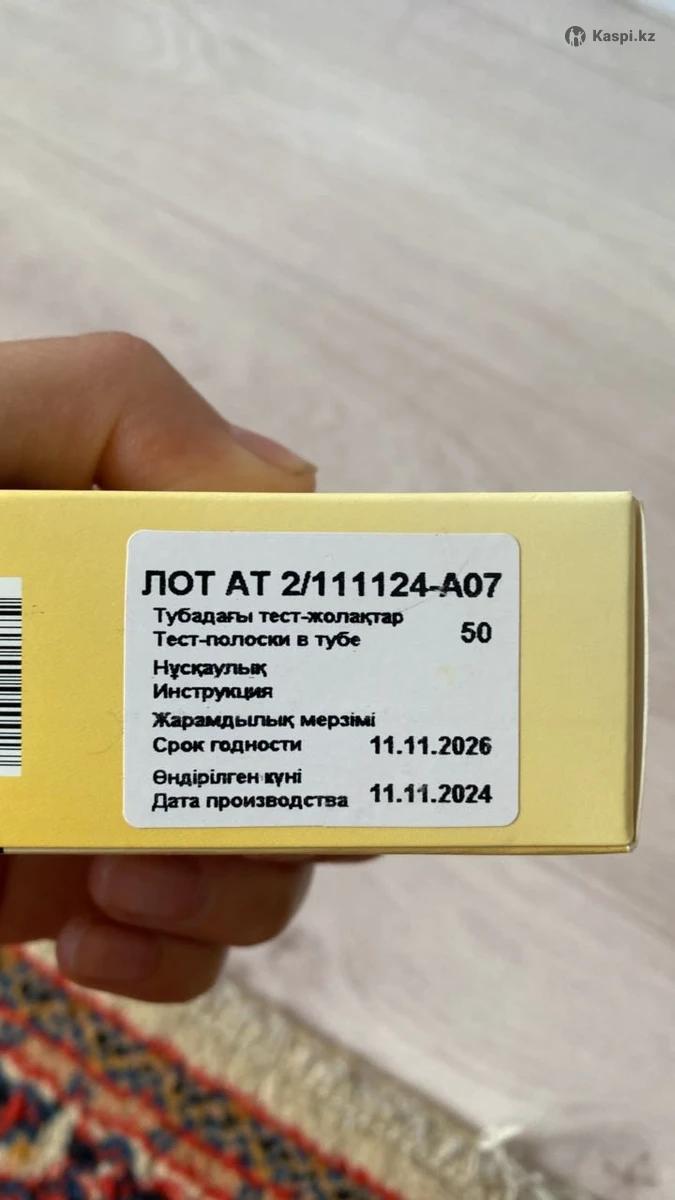 Kaspi.kz
ЛОТ АТ 2/111124-А07
Тубадағы тест-жолақтар
Тест-полоски в тубе 50
Нұсқаулық
Инструкция
Жарамдылық мерзімі
Срок годности 11.11.2026
Өндірілген күні
Дата производства 11.11.2024